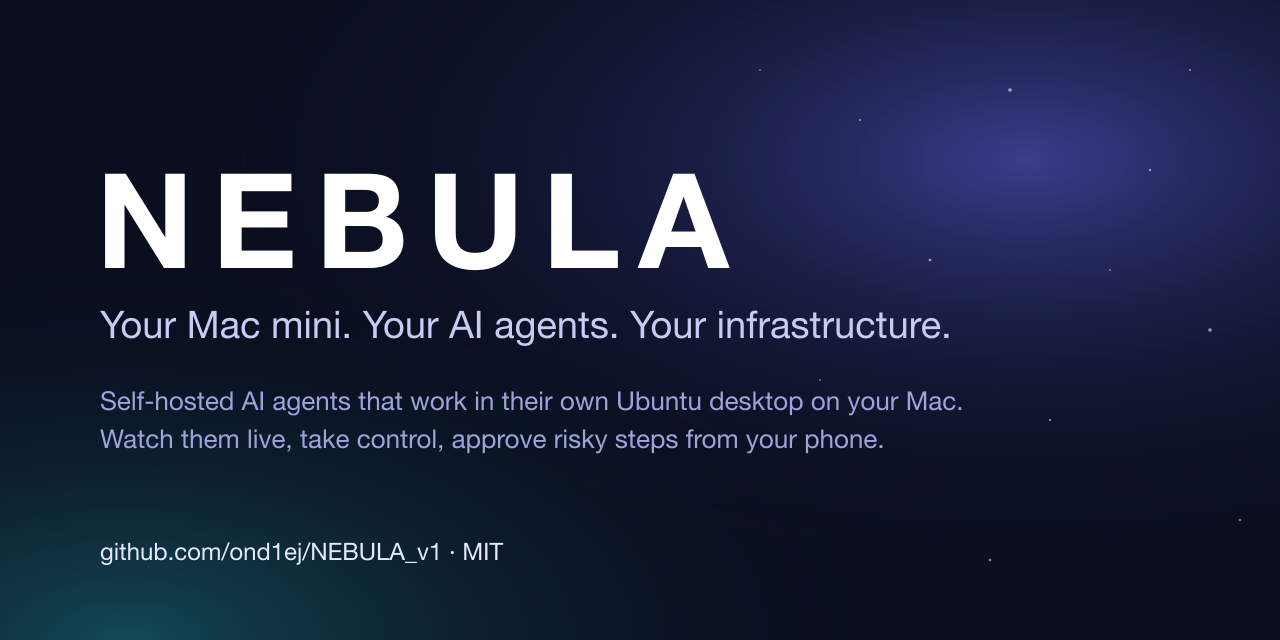 NEBULA
Your Mac mini. Your AI agents. Your infrastructure.
Self-hosted AI agents that work in their own Ubuntu desktop on your Mac.
Watch them live, take control, approve risky steps from your phone.
github.com/ond1ej/NEBULA_v1 · MIT